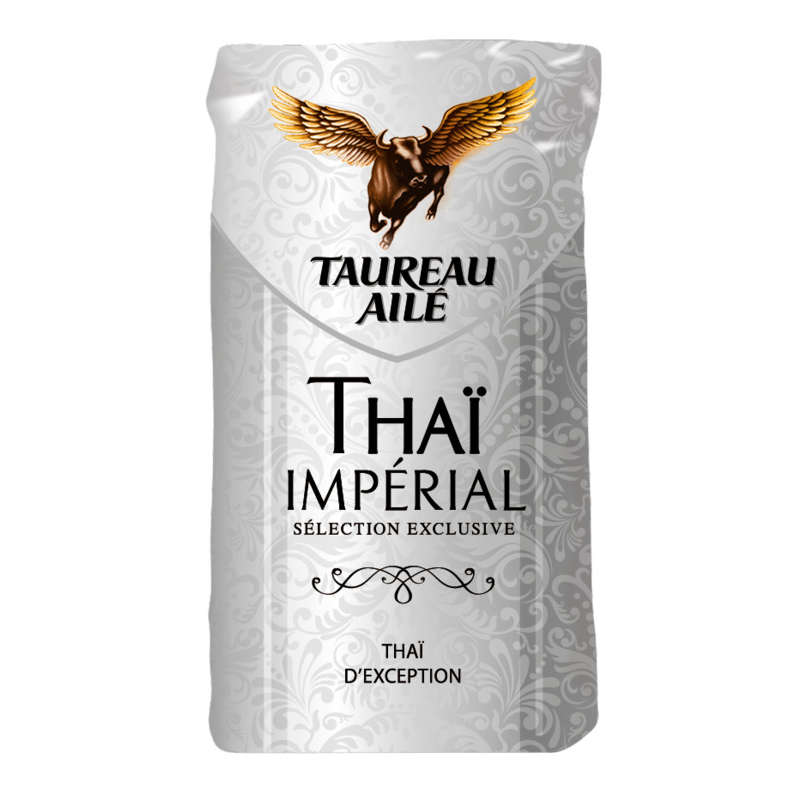 TAUREAU
AILÉ
THAÏ
IMPÉRIAL
SÉLECTION EXCLUSIVE
THAÏ
D'EXCEPTION